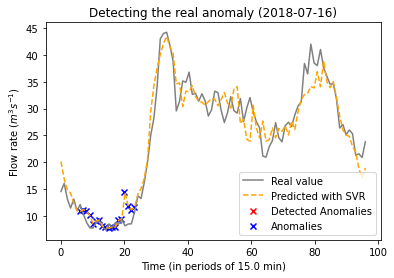 Detecting the real anomaly (2018-07-16)
Flow rate (m³s⁻¹)
45
40
35
30
25
20
15
10
Real value
Predicted with SVR
Detected Anomalies
Anomalies
0 20 40 60 80 100
Time (in periods of 15.0 min)